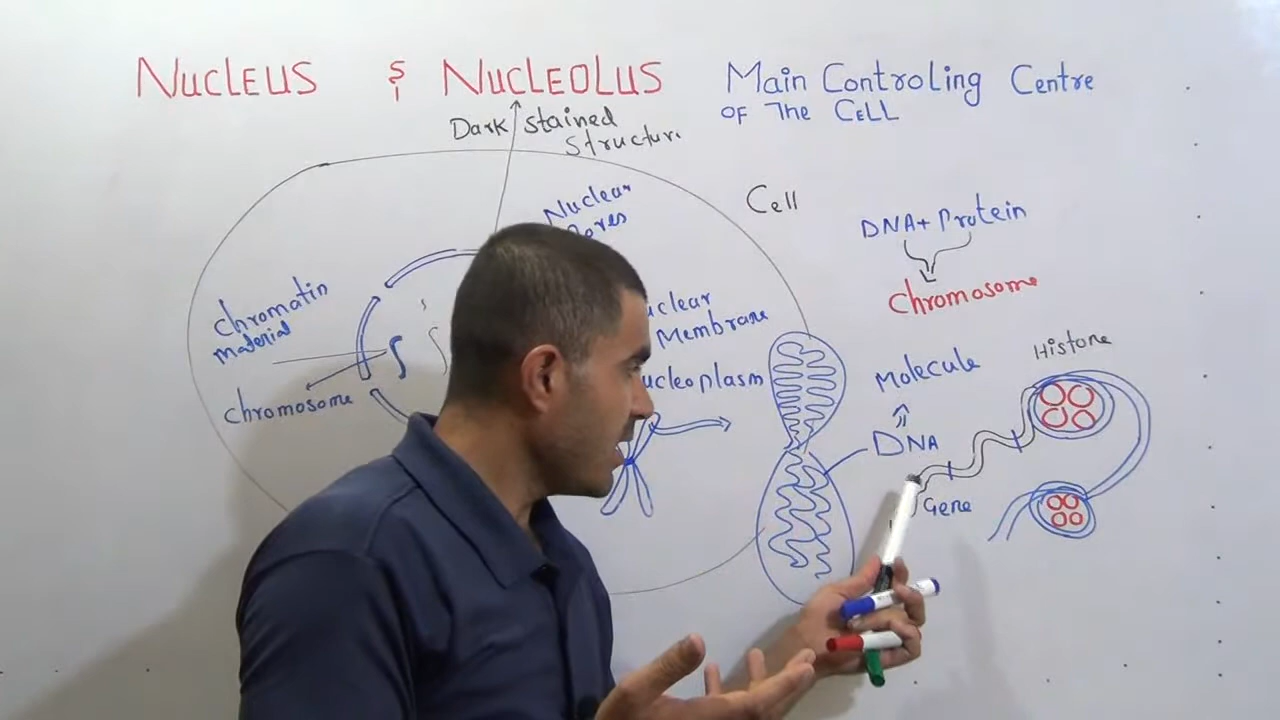 NUCLEUS & NUCLEOLUS
Main Controling Centre
OF The CELL
Dark stained
Structur
Nuclear
Cell
DNA + Protein
chromosome
chromatin
material
chromosome
Membrane
Molecule
Histone
DNA
Gene